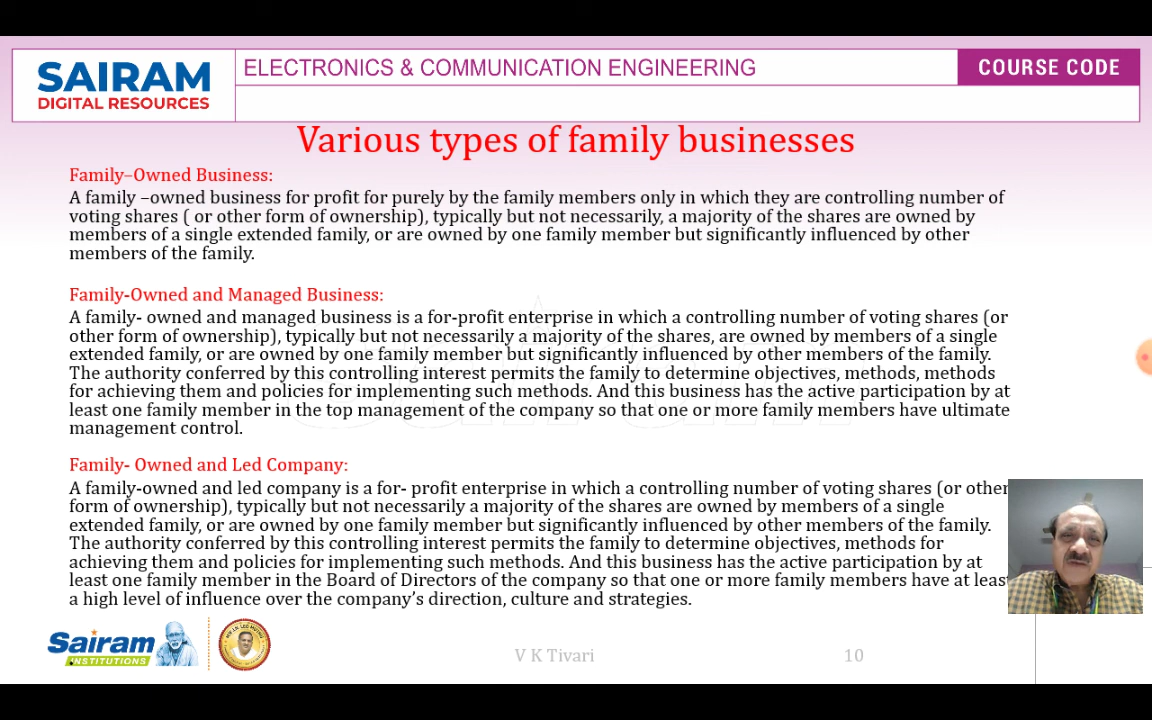 SAIRAM
DIGITAL RESOURCES
ELECTRONICS & COMMUNICATION ENGINEERING
COURSE CODE
Various types of family businesses
Family–Owned Business:
A family –owned business for profit for purely by the family members only in which they are controlling number of
voting shares ( or other form of ownership), typically but not necessarily, a majority of the shares are owned by
members of a single extended family, or are owned by one family member but significantly influenced by other
members of the family.
Family-Owned and Managed Business:
A family- owned and managed business is a for-profit enterprise in which a controlling number of voting shares (or
other form of ownership), typically but not necessarily a majority of the shares, are owned by members of a single
extended family, or are owned by one family member but significantly influenced by other members of the family.
The authority conferred by this controlling interest permits the family to determine objectives, methods, methods
for achieving them and policies for implementing such methods. And this business has the active participation by at
least one family member in the top management of the company so that one or more family members have ultimate
management control.
Family- Owned and Led Company:
A family-owned and led company is a for- profit enterprise in which a controlling number of voting shares (or other
form of ownership), typically but not necessarily a majority of the shares are owned by members of a single
extended family, or are owned by one family member but significantly influenced by other members of the family.
The authority conferred by this controlling interest permits the family to determine objectives, methods for
achieving them and policies for implementing such methods. And this business has the active participation by at
least one family member in the Board of Directors of the company so that one or more family members have at least
a high level of influence over the company's direction, culture and strategies.
Sairam
INSTITUTIONS
V K Tivari
10